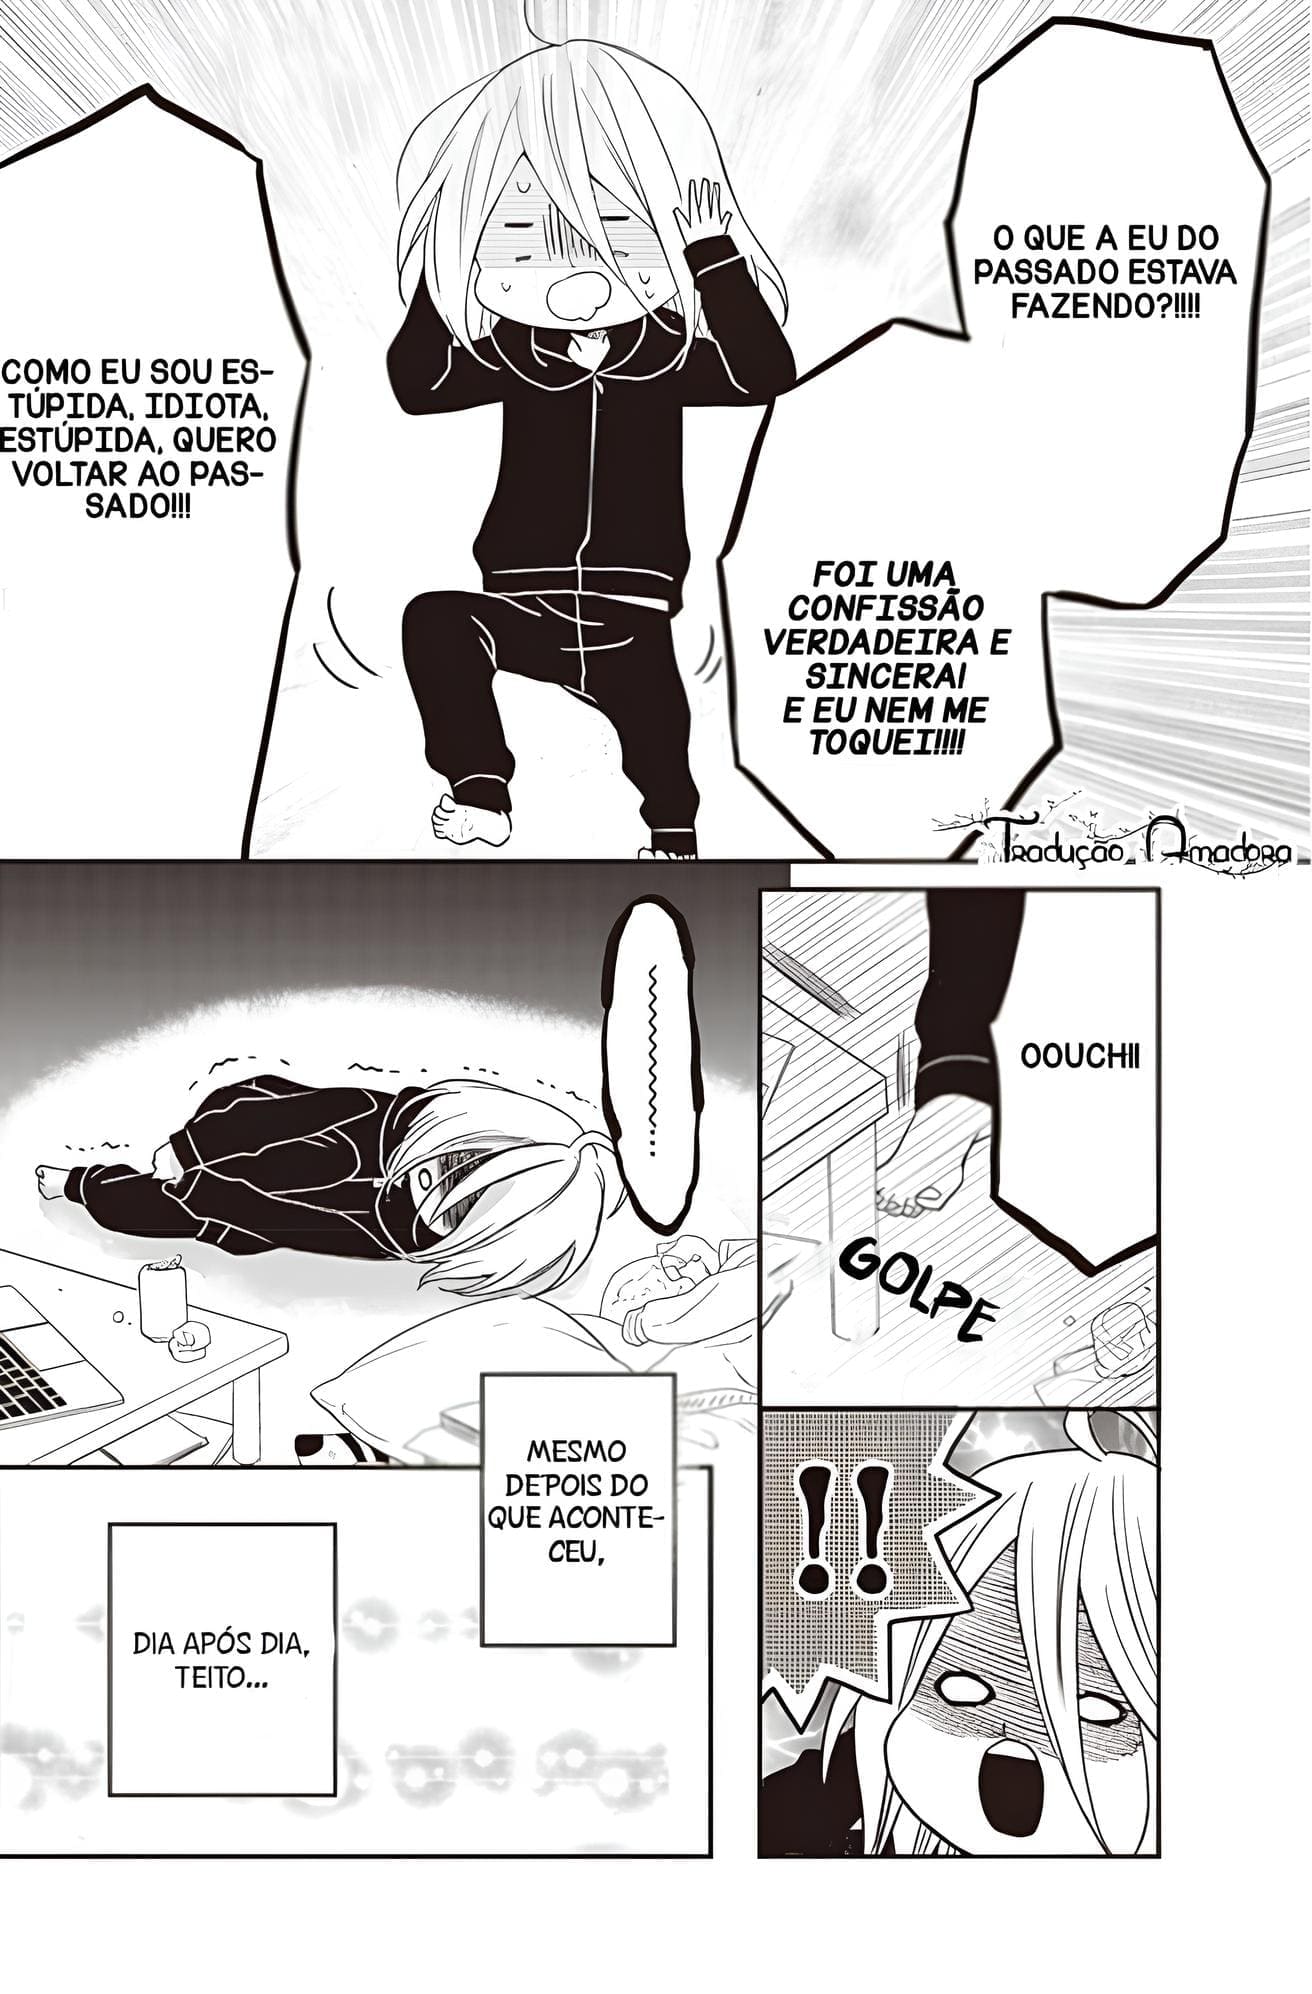 O QUE A EU DO
PASSADO ESTAVA
FAZENDO?!!!!
FOI UMA
CONFISSÃO
VERDADEIRA E
SINCERA!
E EU NEM ME
TOQUEI!!!!
COMO EU SOU ES-
TÚPIDA, IDIOTA,
ESTÚPIDA, QUERO
VOLTAR AO PAS-
SADO!!!
Tradução Amadora
OOUCH!!
GOLPE
!!
MESMO
DEPOIS DO
QUE ACONTE-
CEU,
DIA APÓS DIA,
TEITO...